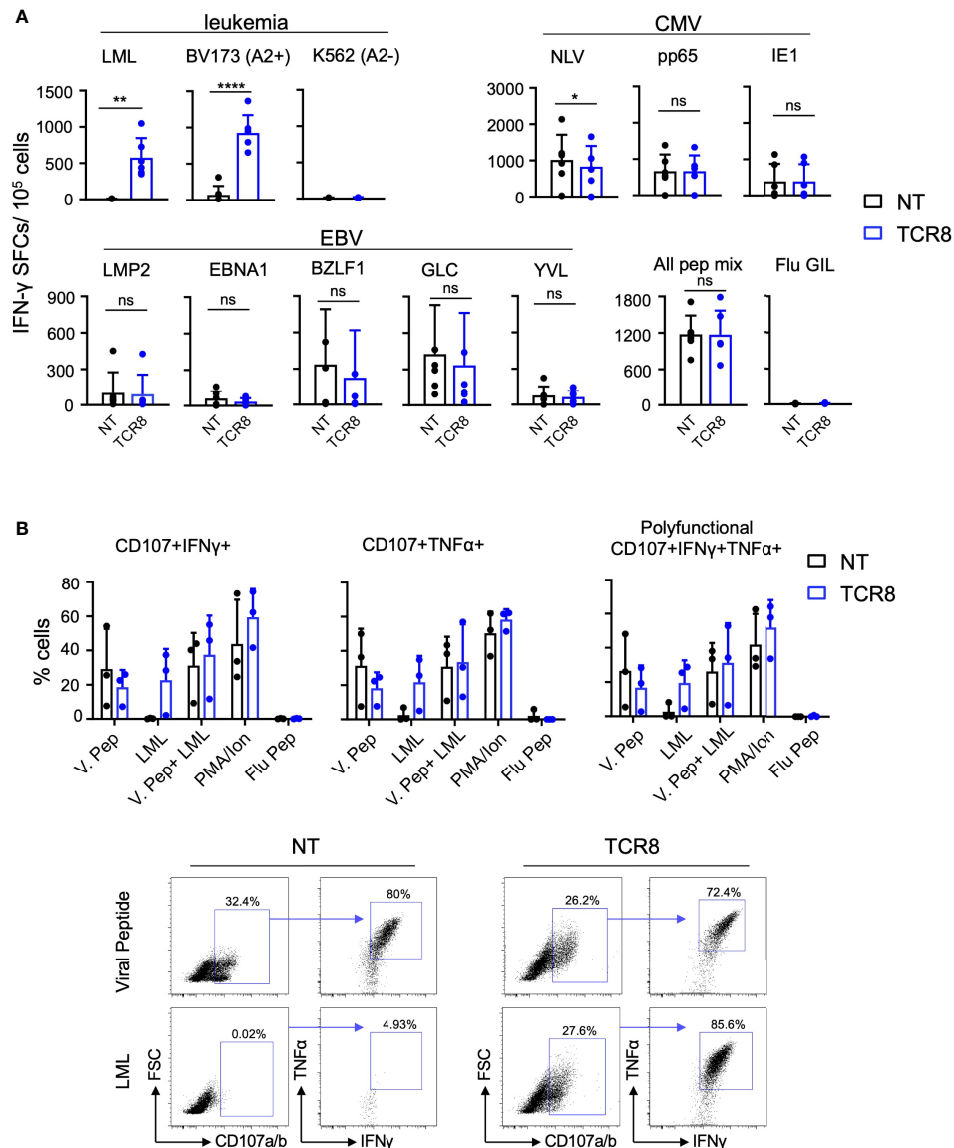 A
leukemia
CMV
LML
BV173 (A2+)
K562 (A2-)
NLV
pp65
IE1
IFN-γ SFCs/ 10⁵ cells
1500
1000
500
0
**
****
3000
2000
1000
0
*
ns
ns
NT
TCR8
EBV
LMP2
EBNA1
BZLF1
GLC
YVL
All pep mix
Flu GIL
900
600
300
0
ns
ns
ns
ns
ns
1800
1200
600
0
ns
NT
TCR8
NT
TCR8
NT
TCR8
NT
TCR8
NT
TCR8
NT
TCR8
NT
TCR8
B
CD107+IFNγ+
CD107+TNFα+
Polyfunctional
CD107+IFNγ+TNFα+
NT
TCR8
% cells
80
60
40
20
0
V. Pep
LML
V. Pep+ LML
PMA/Ion
Flu Pep
V. Pep
LML
V. Pep+ LML
PMA/Ion
Flu Pep
V. Pep
LML
V. Pep+ LML
PMA/Ion
Flu Pep
NT
TCR8
Viral Peptide
32.4%
80%
26.2%
72.4%
LML
0.02%
4.93%
27.6%
85.6%
FSC
TNFα
FSC
TNFα
CD107a/b
IFNγ
CD107a/b
IFNγ